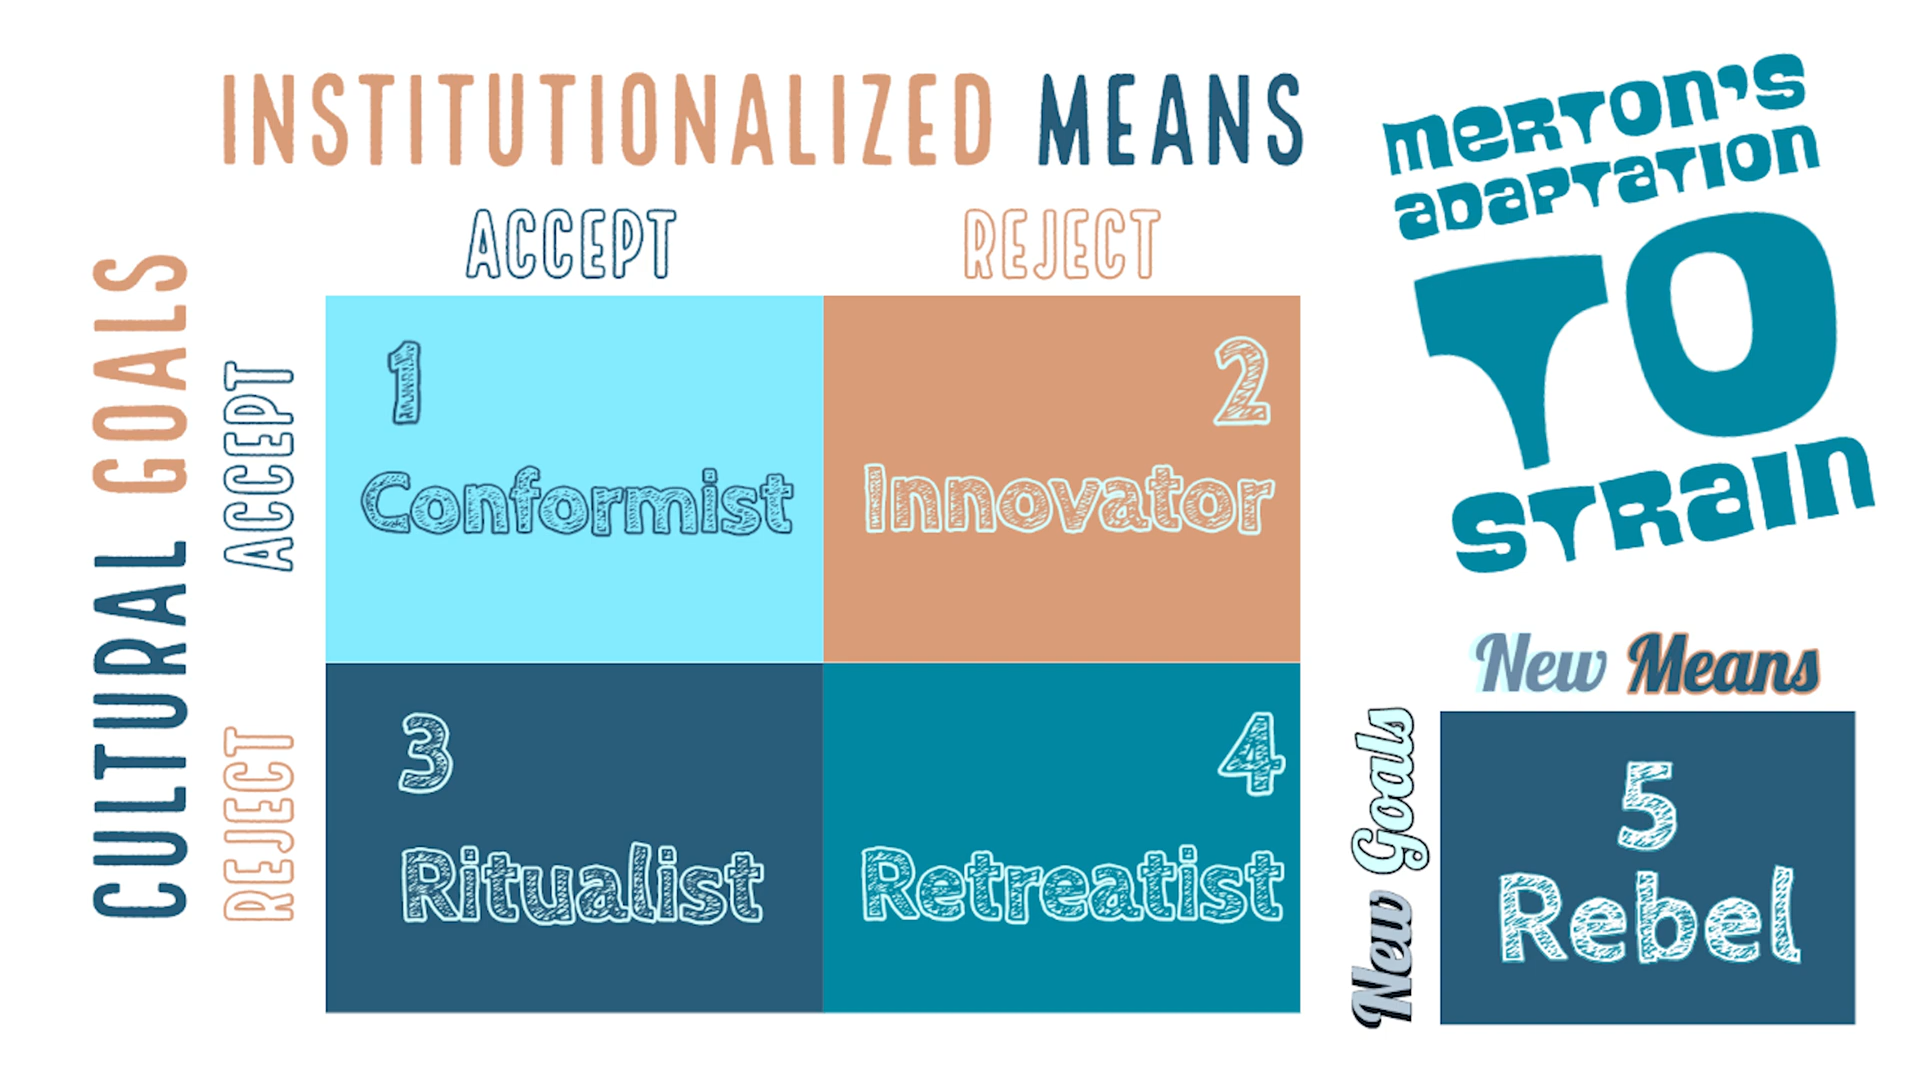 INSTITUTIONALIZED MEANS
ACCEPT
REJECT
CULTURAL GOALS
ACCEPT
REJECT
1
Conformist
2
Innovator
3
Ritualist
4
Retreatist
MERTON'S
ADAPTATION
TO
STRAIN
New Means
New Goals
5
Rebel